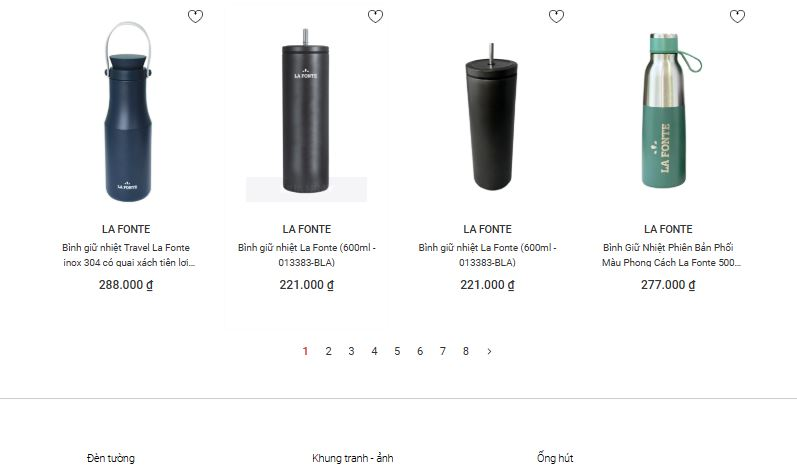 LA FONTE
LA FONTE
LA FONTE
LA FONTE LA FONTE LA FONTE LA FONTE
Bình giữ nhiệt Travel La Fonte
inox 304 có quai xách tiện lợi...
288.000 ₫
Bình giữ nhiệt La Fonte (600ml -
013383-BLA)
221.000 ₫
Bình giữ nhiệt La Fonte (600ml -
013383-BLA)
221.000 ₫
Bình Giữ Nhiệt Phiên Bản Phối
Màu Phong Cách La Fonte 500...
277.000 ₫
1 2 3 4 5 6 7 8 >
Đèn tường Khung tranh - ảnh Ống hút